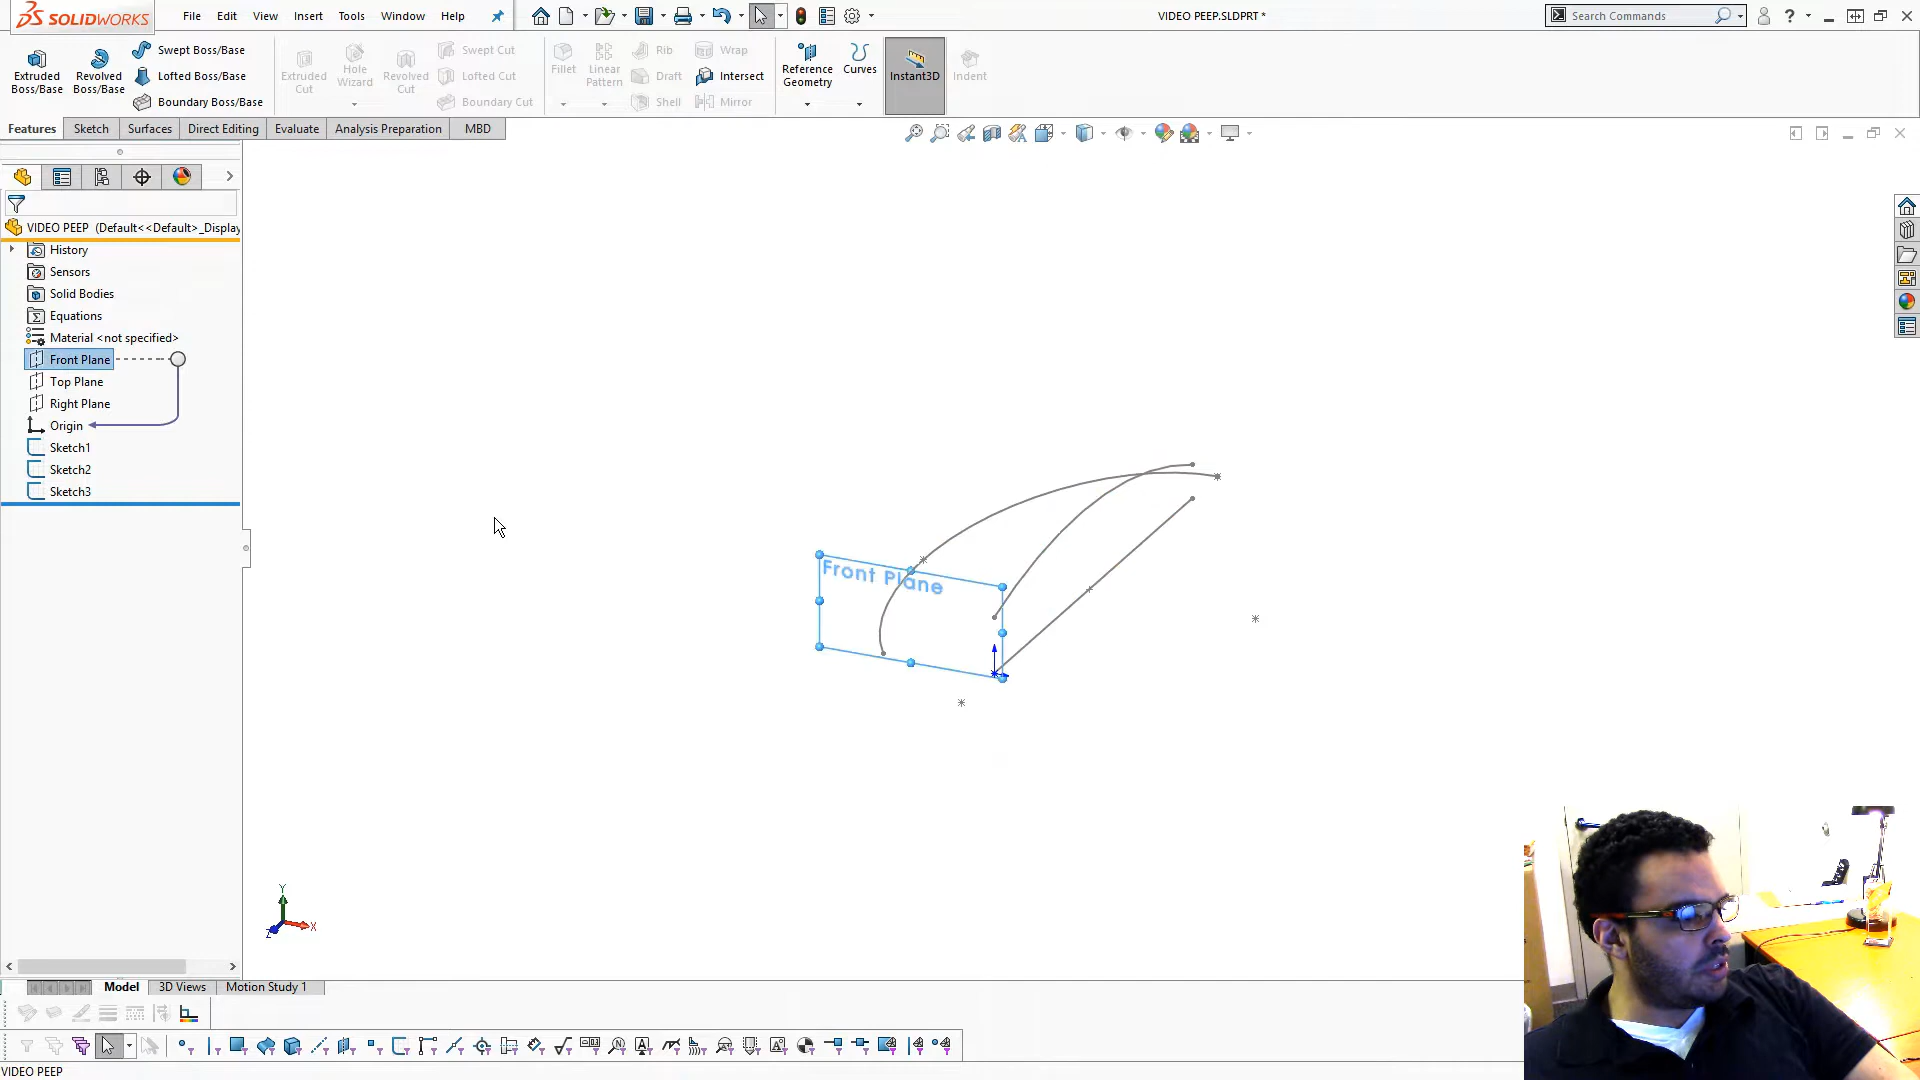 SOLIDWORKS File Edit View Insert Tools Window Help VIDEO PEEP.SLDPRT * Search Commands
Extruded Boss/Base Revolved Boss/Base Swept Boss/Base Lofted Boss/Base Boundary Boss/Base Extruded Cut Hole Wizard Revolved Cut Swept Cut Lofted Cut Boundary Cut Fillet Linear Pattern Rib Draft Shell Wrap Intersect Mirror Reference Geometry Curves Instant3D Indent
Features Sketch Surfaces Direct Editing Evaluate Analysis Preparation MBD
VIDEO PEEP (Default<<Default>_Display
History
Sensors
Solid Bodies
Equations
Material <not specified>
Front Plane
Top Plane
Right Plane
Origin
Sketch1
Sketch2
Sketch3
Front Plane
Y
X
Z
Model 3D Views Motion Study 1
VIDEO PEEP